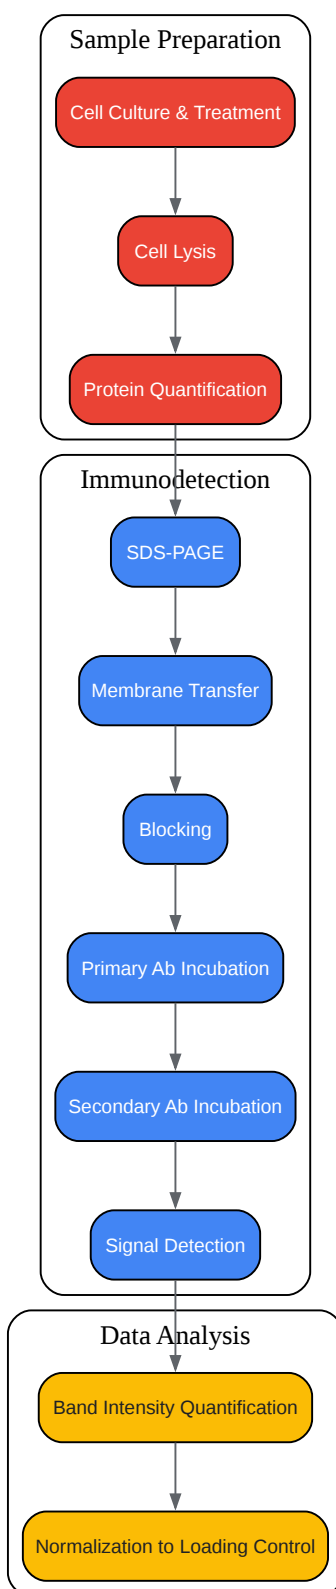 Sample Preparation
Cell Culture & Treatment
Cell Lysis
Protein Quantification
Immunodetection
SDS-PAGE
Membrane Transfer
Blocking
Primary Ab Incubation
Secondary Ab Incubation
Signal Detection
Data Analysis
Band Intensity Quantification
Normalization to Loading Control